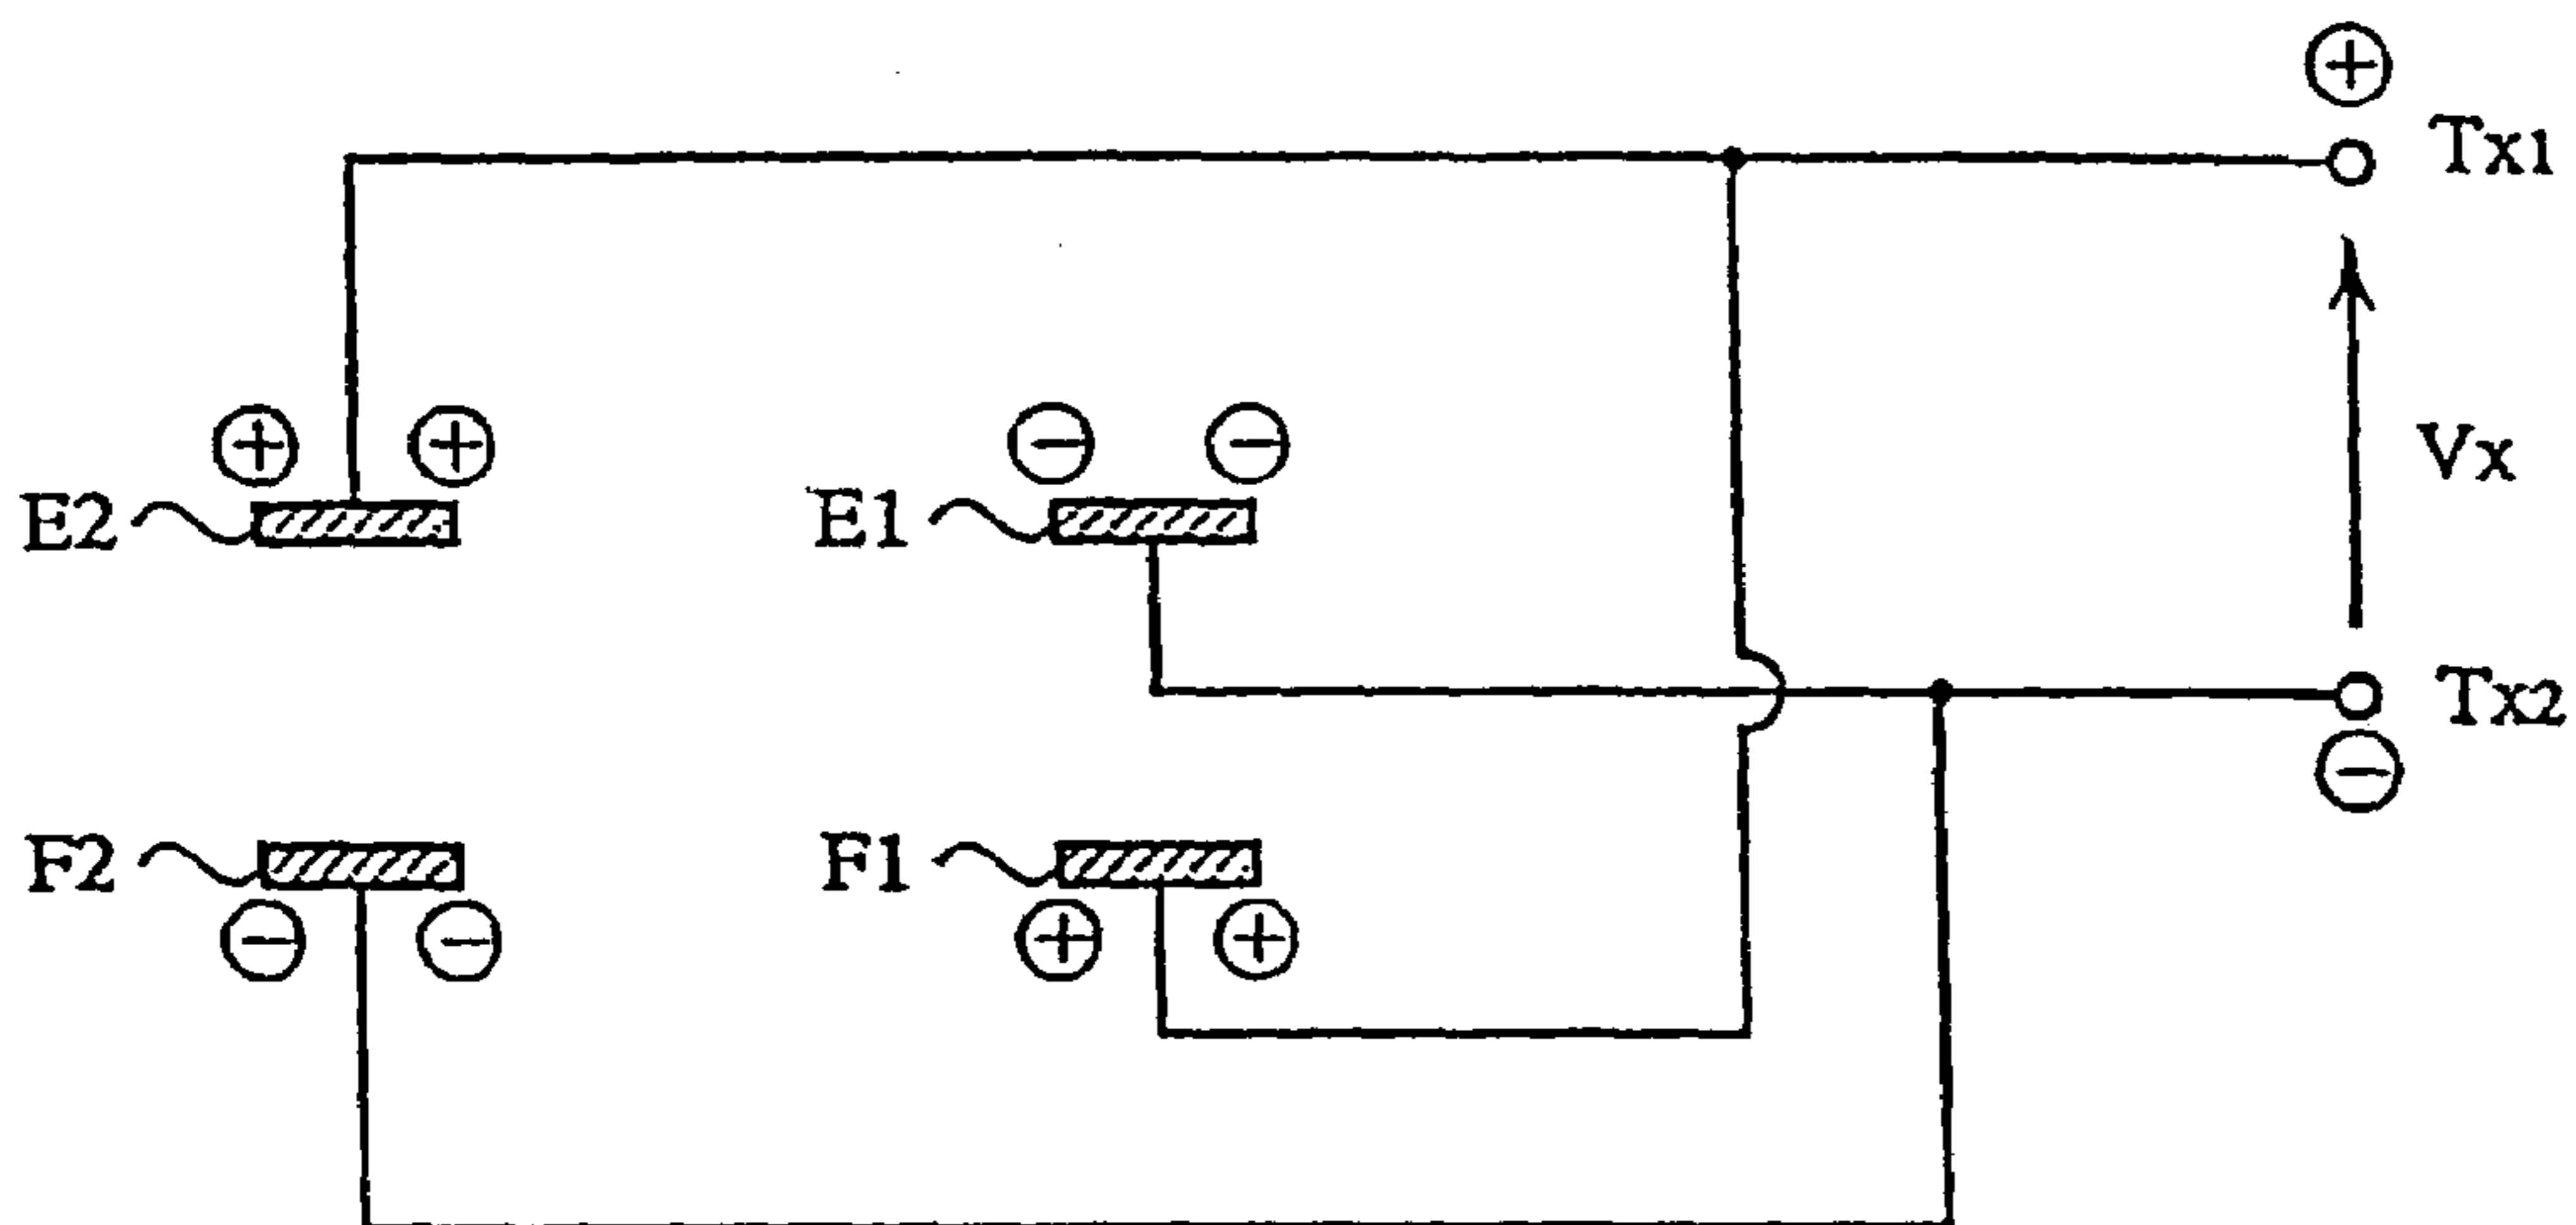 ⊕
Tx1
⊕ ⊕ ⊖ ⊖
Vx
E2 E1
Tx2
⊖
F2 F1
⊖ ⊖ ⊕ ⊕